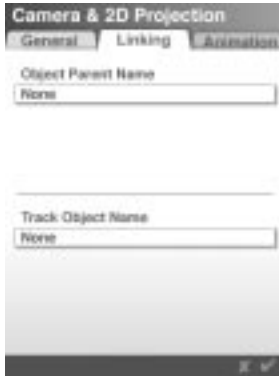 Camera & 2D Projection
General Linking Animation
Object Parent Name
None
Track Object Name
None